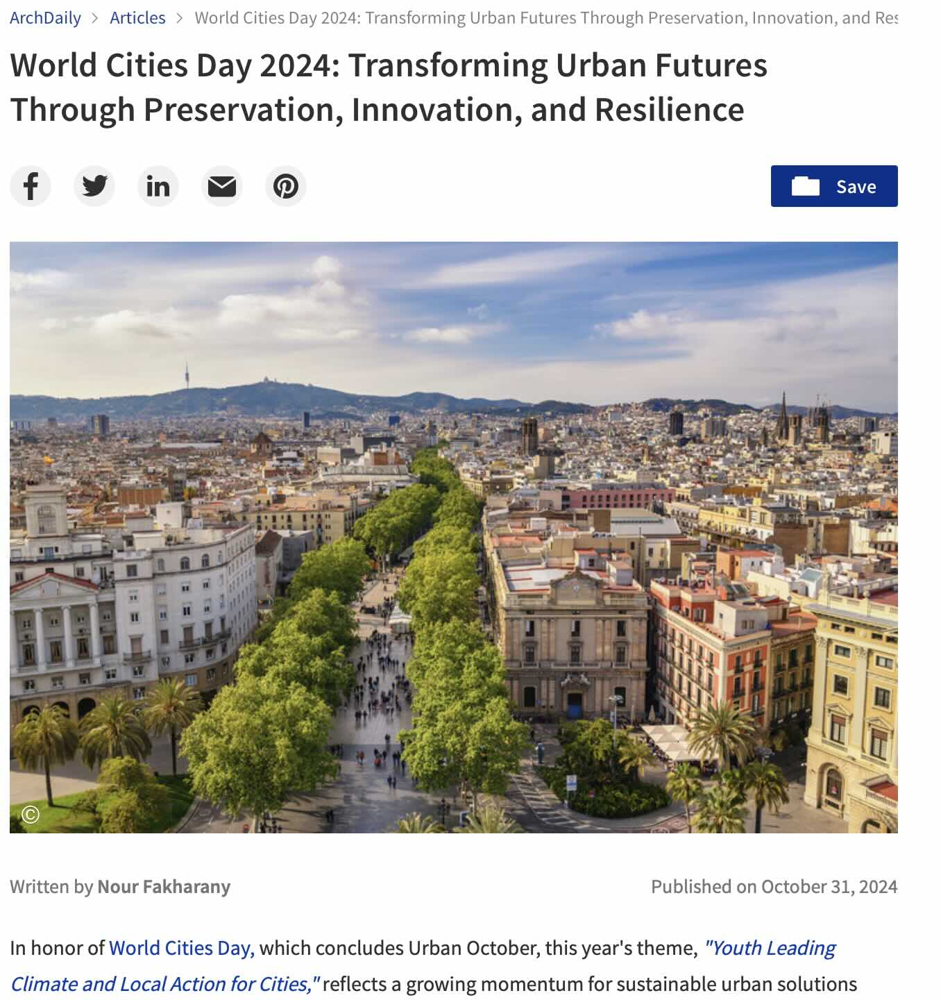 ArchDaily > Articles > World Cities Day 2024: Transforming Urban Futures Through Preservation, Innovation, and Res
World Cities Day 2024: Transforming Urban Futures
Through Preservation, Innovation, and Resilience
Save
©
Written by Nour Fakharany
Published on October 31, 2024
In honor of World Cities Day, which concludes Urban October, this year's theme, "Youth Leading
Climate and Local Action for Cities," reflects a growing momentum for sustainable urban solutions